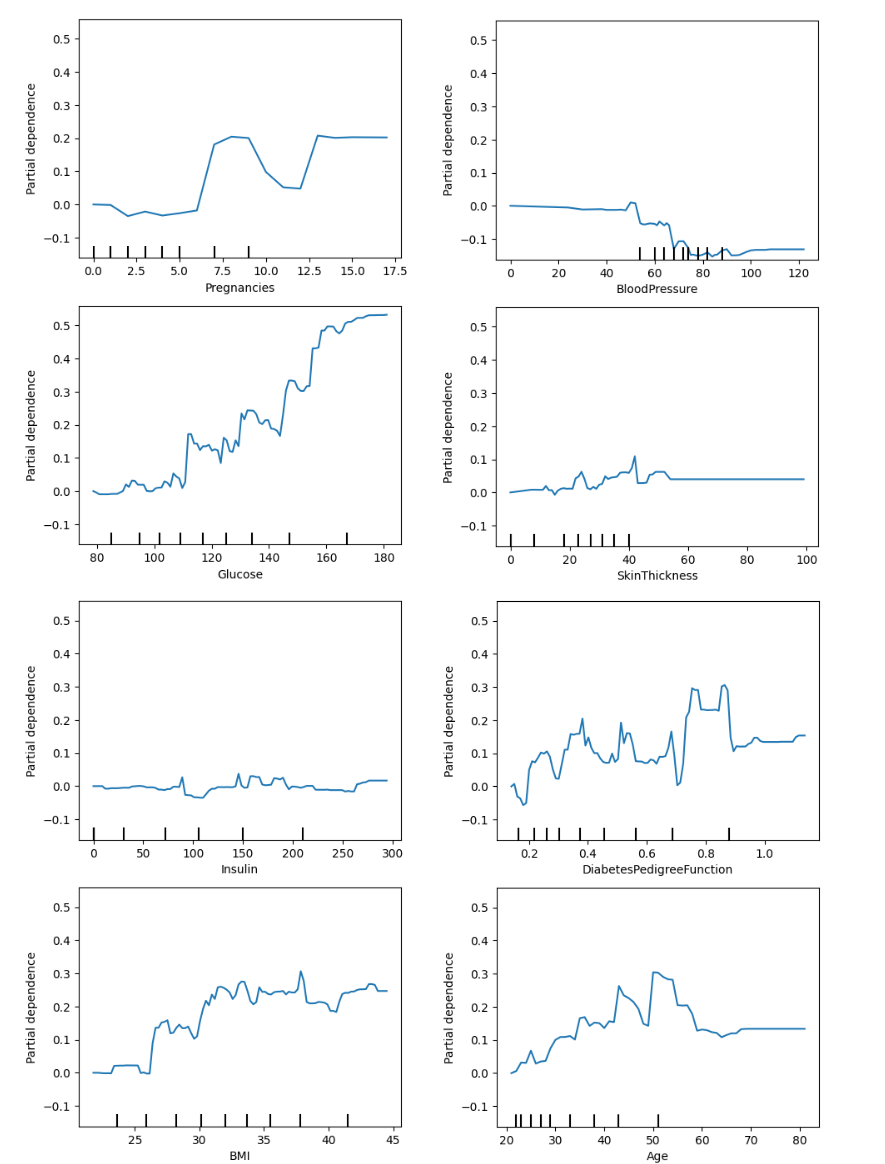 Partial dependence
0.5
0.4
0.3
0.2
0.1
0.0
−0.1
0.0 2.5 5.0 7.5 10.0 12.5 15.0 17.5
Pregnancies
Partial dependence
0.5
0.4
0.3
0.2
0.1
0.0
−0.1
0 20 40 60 80 100 120
BloodPressure
Partial dependence
0.5
0.4
0.3
0.2
0.1
0.0
−0.1
80 100 120 140 160 180
Glucose
Partial dependence
0.5
0.4
0.3
0.2
0.1
0.0
−0.1
0 20 40 60 80 100
SkinThickness
Partial dependence
0.5
0.4
0.3
0.2
0.1
0.0
−0.1
0 50 100 150 200 250 300
Insulin
Partial dependence
0.5
0.4
0.3
0.2
0.1
0.0
−0.1
0.2 0.4 0.6 0.8 1.0
DiabetesPedigreeFunction
Partial dependence
0.5
0.4
0.3
0.2
0.1
0.0
−0.1
25 30 35 40 45
BMI
Partial dependence
0.5
0.4
0.3
0.2
0.1
0.0
−0.1
20 30 40 50 60 70 80
Age